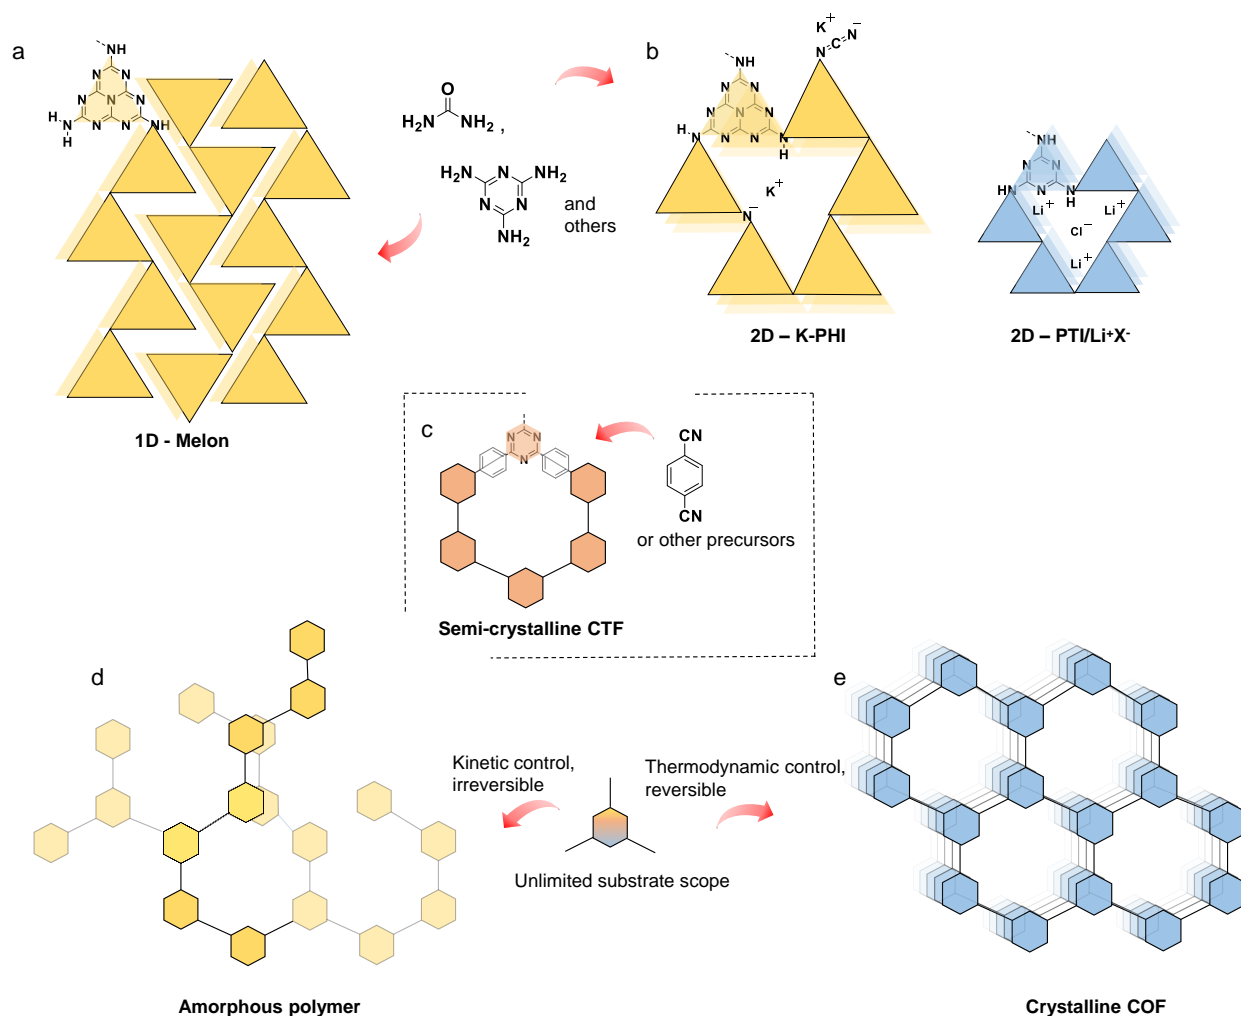 a
NH
N N
N N N
N N N
H-N NH
H
1D - Melon
O
H₂N NH₂ ,
H₂N N NH₂
N N
NH₂
and
others
b
K⁺
N=C=N⁻
NH
N N
N N N
N N N
H N N
H
K⁺
N⁻
2D – K-PHI
NH
N N
HN N N
H
Li⁺ Li⁺
Cl⁻
Li⁺
2D – PTI/Li⁺X⁻
c
N N
N
CN
CN
or other precursors
Semi-crystalline CTF
d
Kinetic control,
irreversible
Thermodynamic control,
reversible
Unlimited substrate scope
Amorphous polymer
e
Crystalline COF